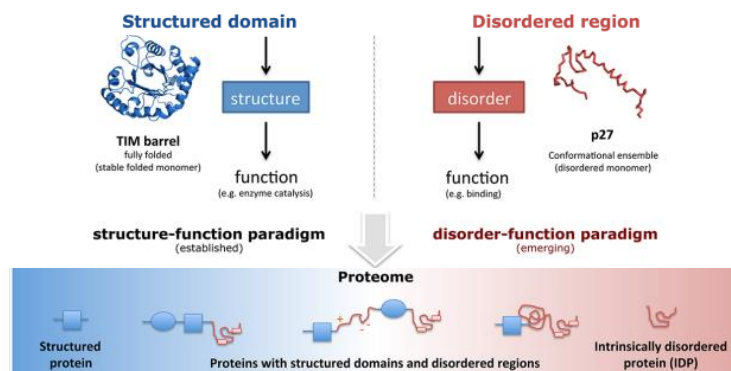 Structured domain
Disordered region
structure
disorder
TIM barrel
fully folded
(stable folded monomer)
p27
Conformational ensemble
(disordered monomer)
function
(e.g. enzyme catalysis)
function
(e.g. binding)
structure-function paradigm
(established)
disorder-function paradigm
(emerging)
Proteome
+
-
-
Structured
protein
Proteins with structured domains and disordered regions
Intrinsically disordered
protein (IDP)